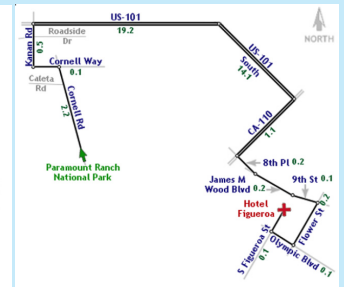 US-101
19.2
NORTH
Kanan Rd
0.5
Roadside
Dr
Cornell Way
0.1
Caleta
Rd
Cornell Rd
2.2
US-101
South
14.1
CA-110
1.1
Paramount Ranch
National Park
8th Pl 0.2
James M
Wood Blvd 0.2
9th St 0.1
Hotel
Figueroa
0.2
Flower St
S Figueroa St
0.1
Olympic Blvd 0.1